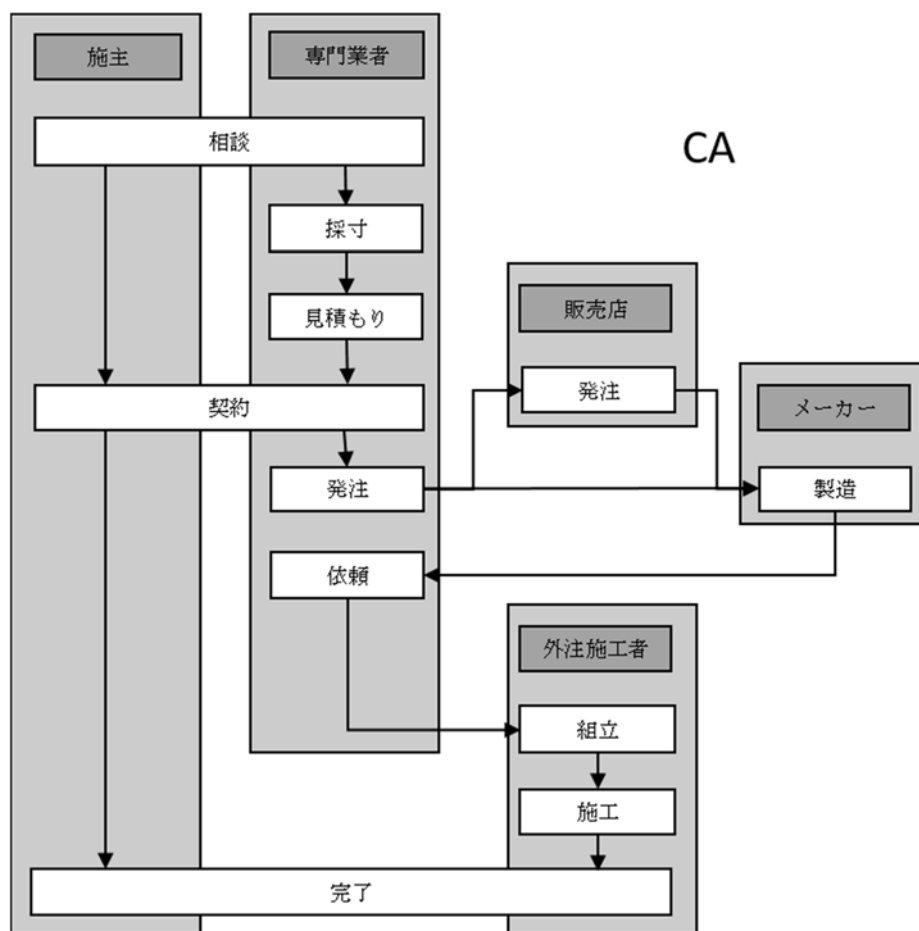 施主
専門業者
相談
CA
採寸
見積もり
販売店
発注
契約
メーカー
発注
製造
依頼
外注施工者
組立
施工
完了